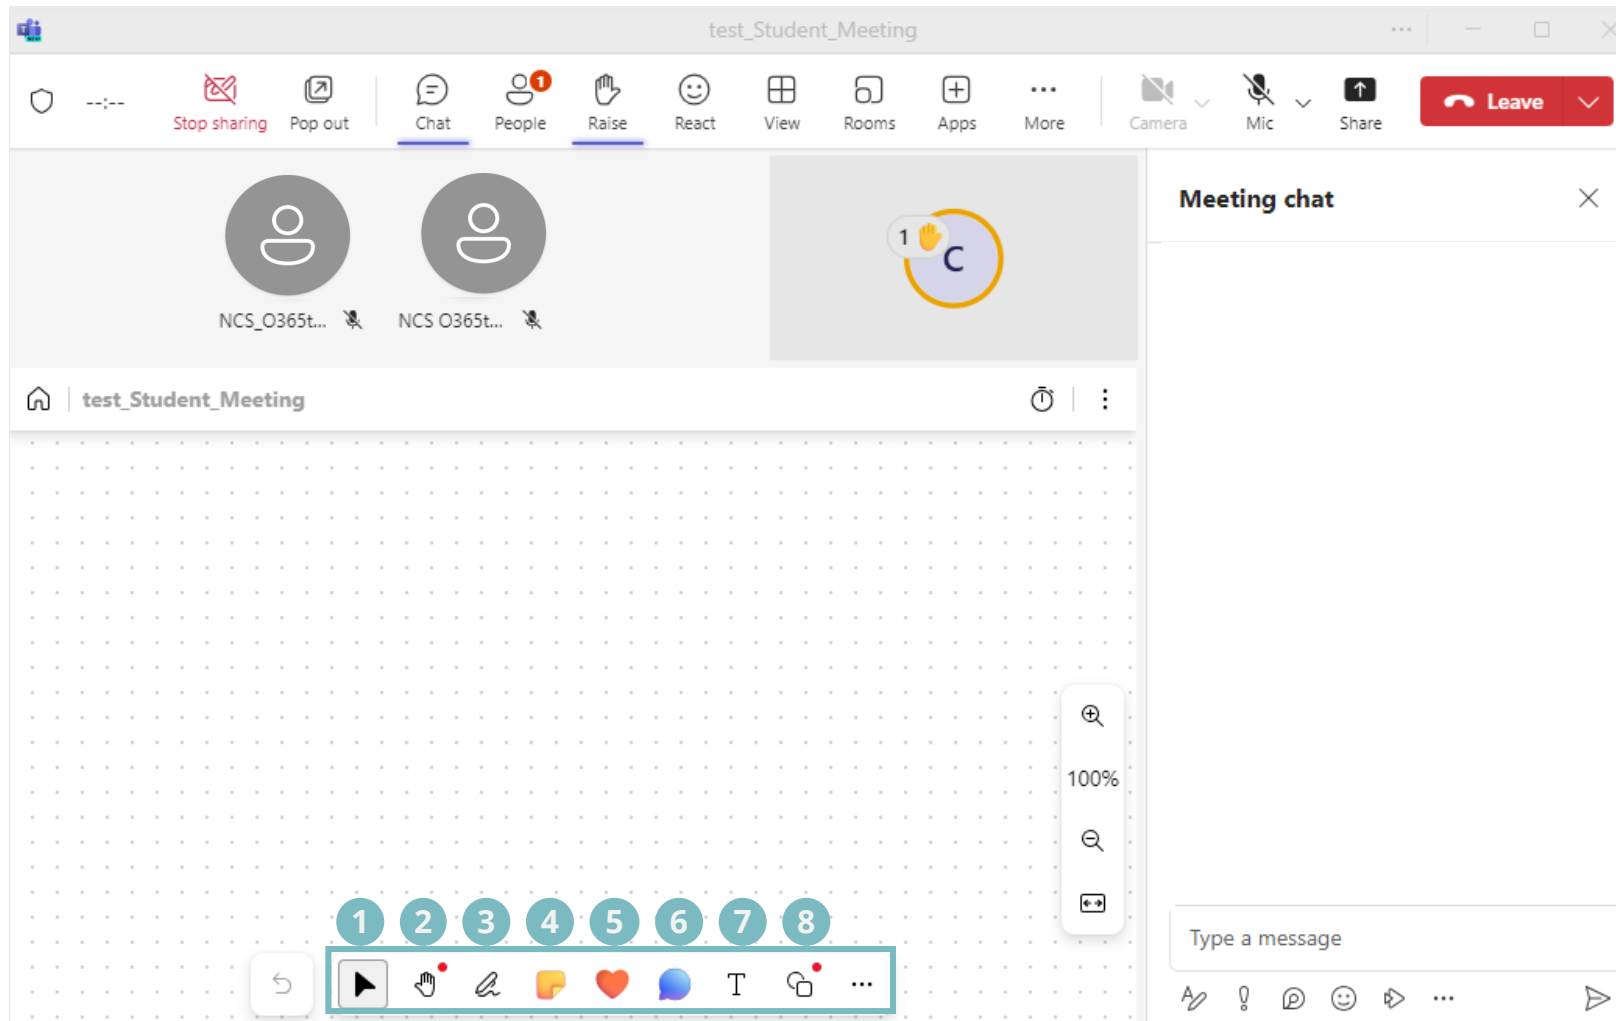 test_Student_Meeting
--:--
Stop sharing
Pop out
Chat
1
People
Raise
React
View
Rooms
Apps
More
Camera
Mic
Share
Leave
1
C
NCS_O365t...
NCS O365t...
Meeting chat
test_Student_Meeting
100%
1 2 3 4 5 6 7 8
T
Type a message